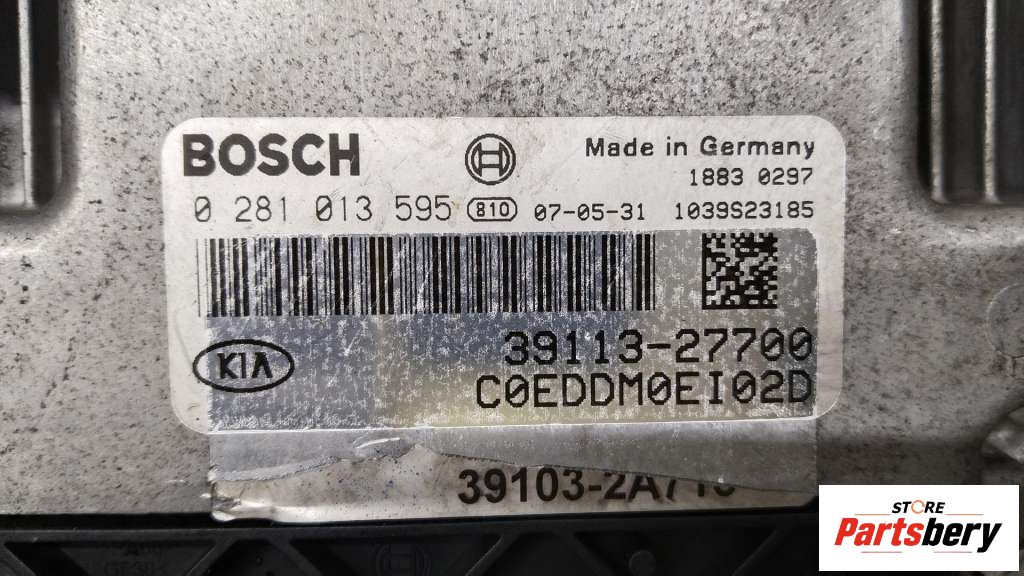 BOSCH
Made in Germany
1883 0297
0 281 013 595 810 07-05-31 1039S23185
KIA
39113-27700
C0EDDM0EI02D
STORE
Partsbery